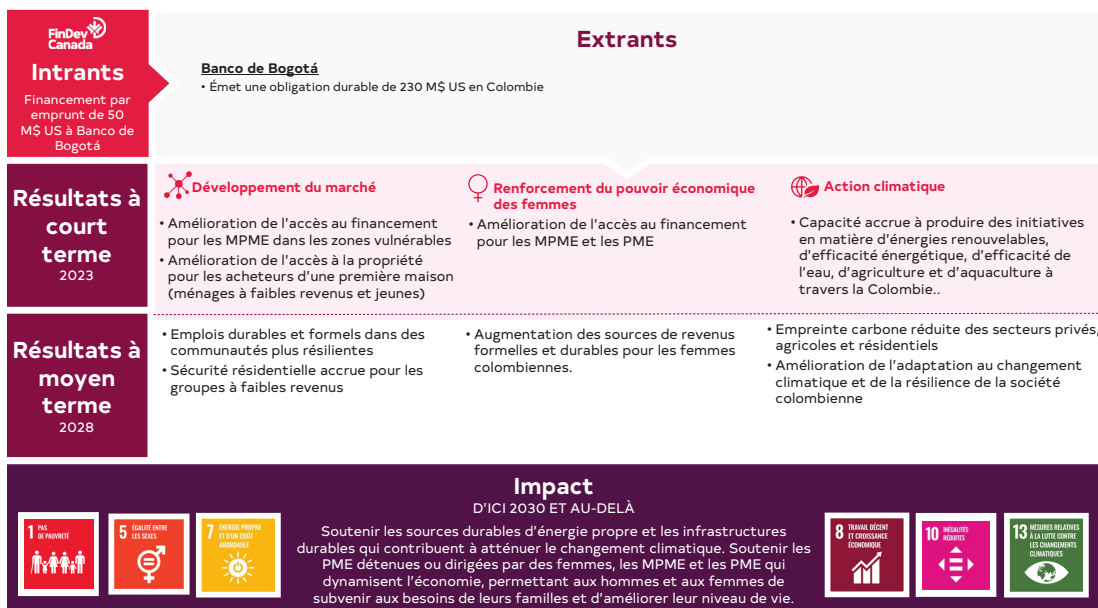 FinDev
Canada
Intrants
Financement par
emprunt de 50
M$ US à Banco de
Bogotá
Extrants
Banco de Bogotá
• Émet une obligation durable de 230 M$ US en Colombie
Résultats à
court
terme
2023
Développement du marché
• Amélioration de l'accès au financement
pour les MPME dans les zones vulnérables
• Amélioration de l'accès à la propriété
pour les acheteurs d'une première maison
(ménages à faibles revenus et jeunes)
Renforcement du pouvoir économique
des femmes
• Amélioration de l'accès au financement
pour les MPME et les PME
Action climatique
• Capacité accrue à produire des initiatives
en matière d'énergies renouvelables,
d'efficacité énergétique, d'efficacité de
l'eau, d'agriculture et d'aquaculture à
travers la Colombie..
Résultats à
moyen
terme
2028
• Emplois durables et formels dans des
communautés plus résilientes
• Sécurité résidentielle accrue pour les
groupes à faibles revenus
• Augmentation des sources de revenus
formelles et durables pour les femmes
colombiennes.
• Empreinte carbone réduite des secteurs privés,
agricoles et résidentiels
• Amélioration de l'adaptation au changement
climatique et de la résilience de la société
colombienne
Impact
D'ICI 2030 ET AU-DELÀ
Soutenir les sources durables d'énergie propre et les infrastructures
durables qui contribuent à atténuer le changement climatique. Soutenir les
PME détenues ou dirigées par des femmes, les MPME et les PME qui
dynamisent l'économie, permettant aux hommes et aux femmes de
subvenir aux besoins de leurs familles et d'améliorer leur niveau de vie.
1 PAS
DE PAUVRETÉ
5 ÉGALITÉ ENTRE
LES SEXES
7 ÉNERGIE PROPRE
ET D'UN COÛT
ABORDABLE
8 TRAVAIL DÉCENT
ET CROISSANCE
ÉCONOMIQUE
10 INÉGALITÉS
RÉDUITES
13 MESURES RELATIVES
À LA LUTTE CONTRE
LES CHANGEMENTS
CLIMATIQUES